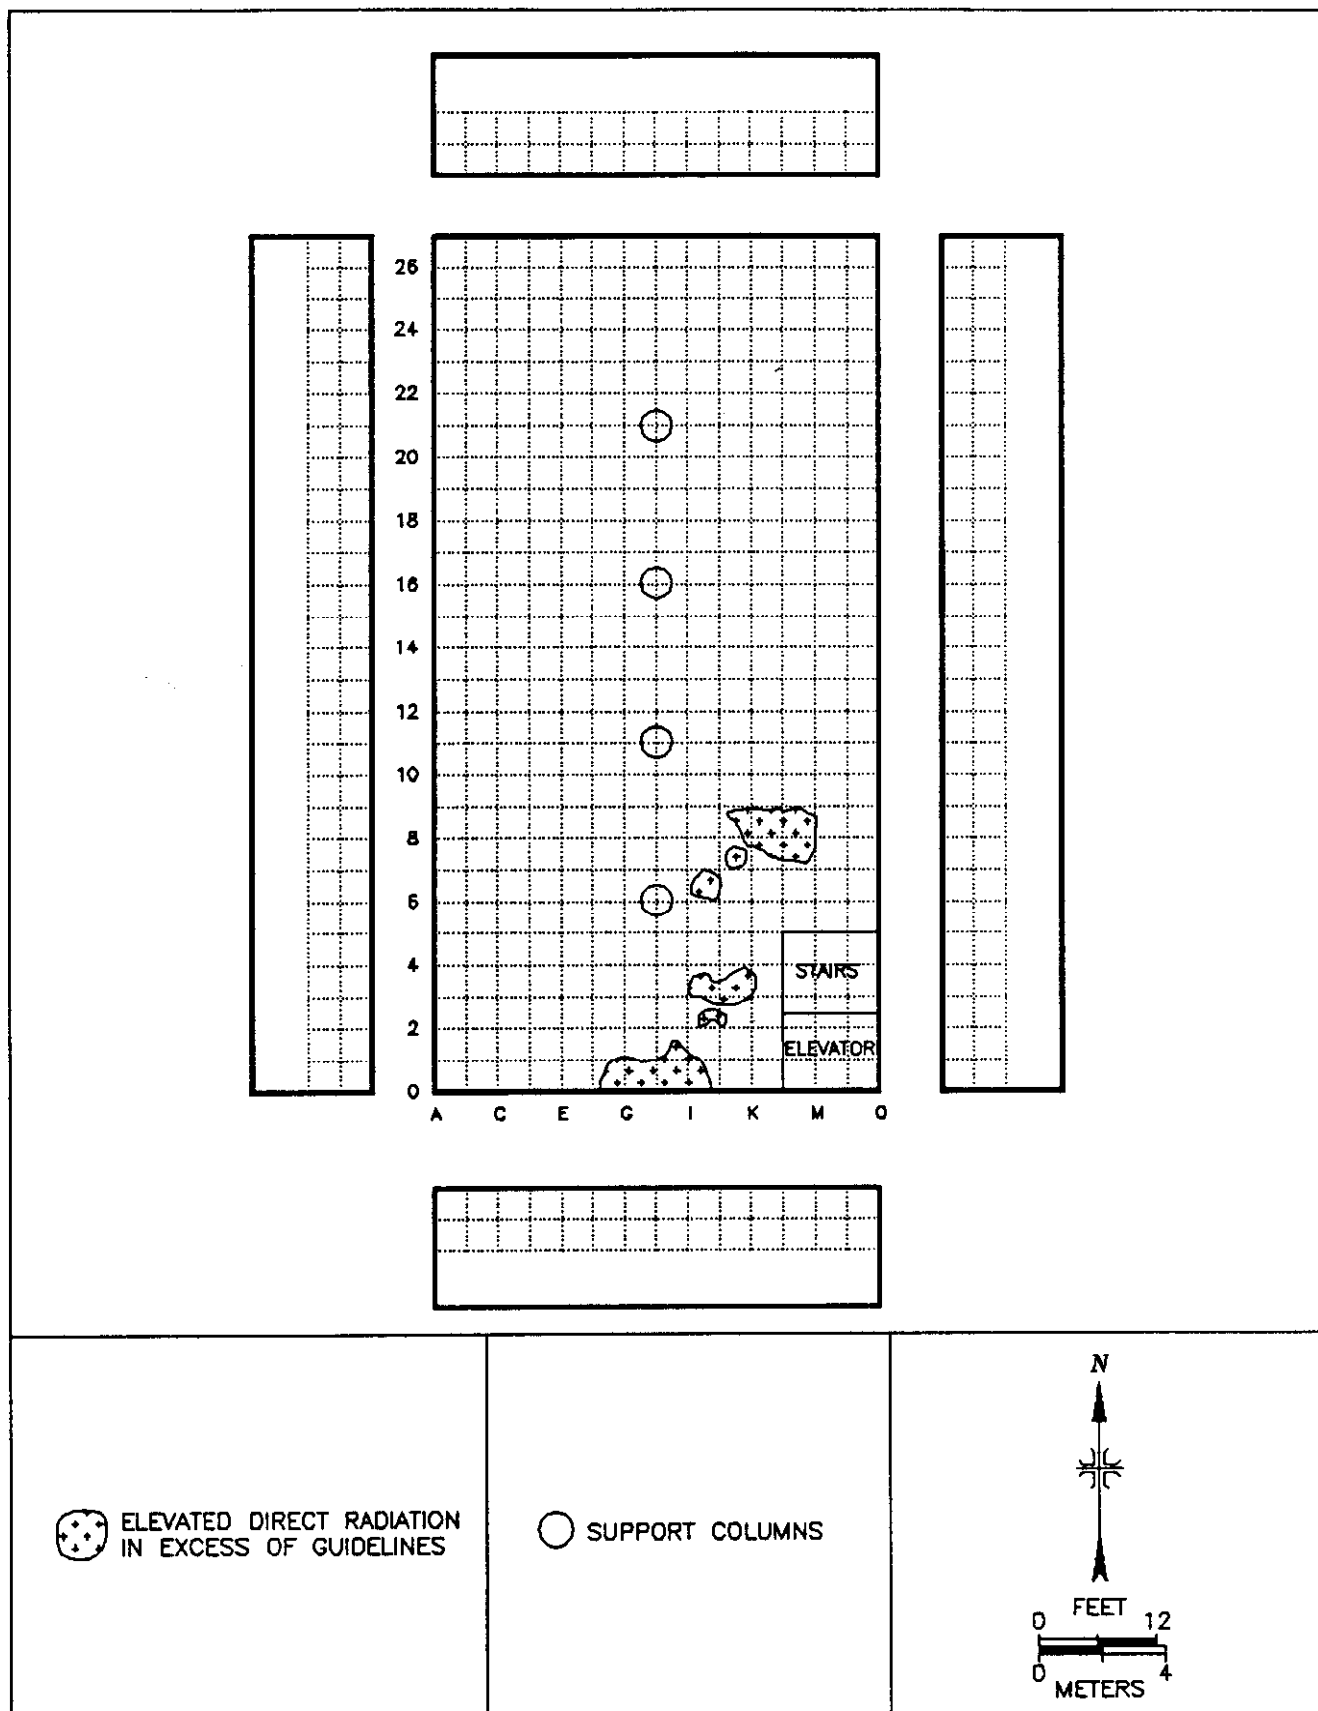 26
24
22
20
18
16
14
12
10
8
6
4
STAIRS
2
ELEVATOR
0
A C E G I K M O
N
ELEVATED DIRECT RADIATION
IN EXCESS OF GUIDELINES
SUPPORT COLUMNS
FEET
0 12
0 4
METERS